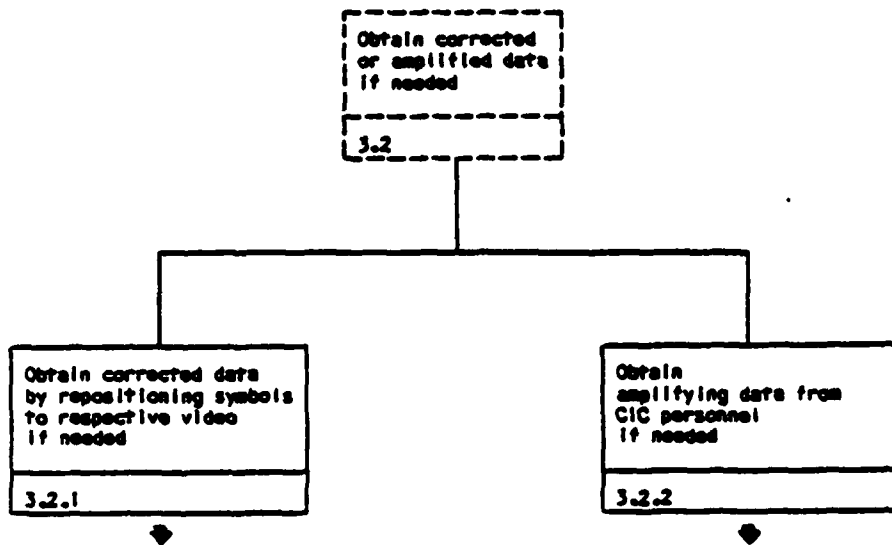 Obtain corrected
or amplified data
if needed
3.2
Obtain corrected data
by repositioning symbols
to respective video
if needed
3.2.1
Obtain
amplifying data from
CIC personnel
if needed
3.2.2